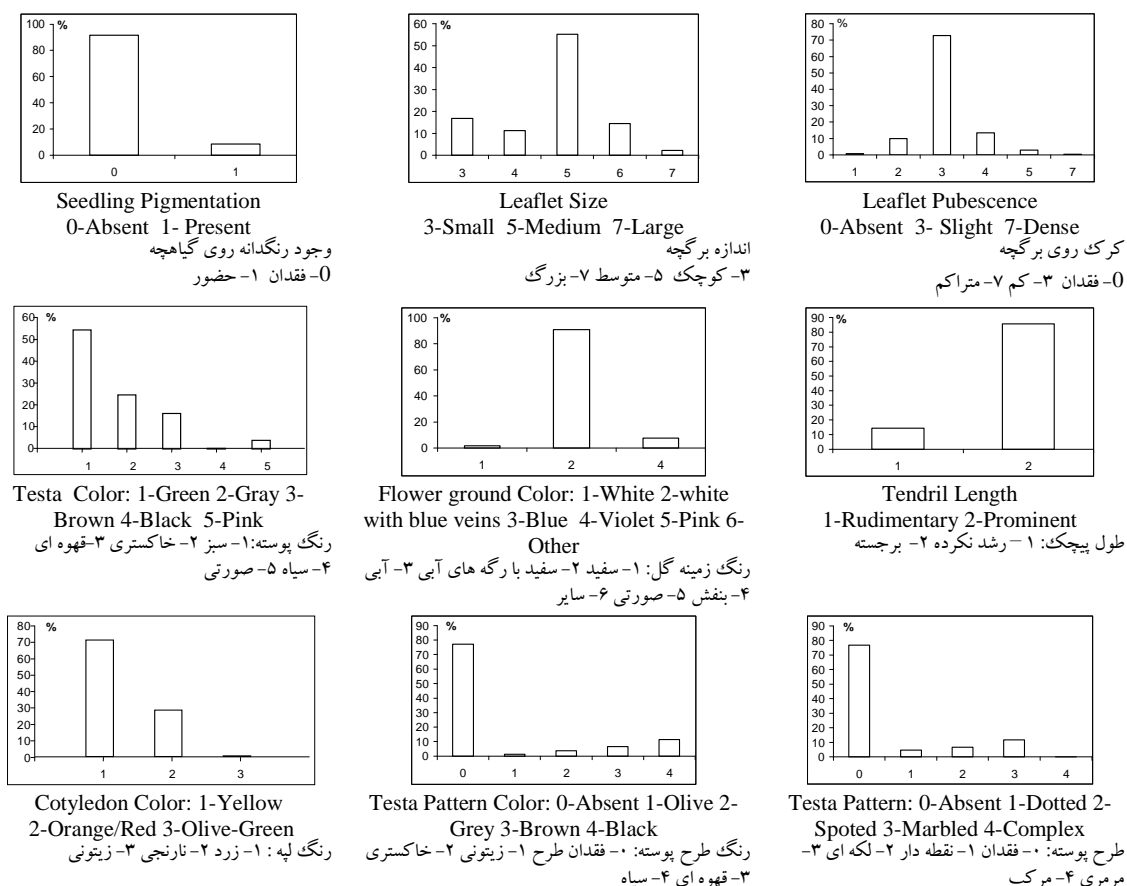 %
100
80
60
40
20
0
0 1
Seedling Pigmentation
0-Absent 1- Present
وجود رنگدانه روی گیاهچه
0- فقدان ۱- حضور
%
60
50
40
30
20
10
0
3 4 5 6 7
Leaflet Size
3-Small 5-Medium 7-Large
اندازه برگچه
۳- کوچک ۵- متوسط ۷- بزرگ
%
80
70
60
50
40
30
20
10
0
1 2 3 4 5 7
Leaflet Pubescence
0-Absent 3- Slight 7-Dense
کرک روی برگچه
0- فقدان ۳- کم ۷- متراکم
%
60
50
40
30
20
10
0
1 2 3 4 5
Testa Color: 1-Green 2-Gray 3-
Brown 4-Black 5-Pink
رنگ پوسته:۱- سبز ۲- خاکستری ۳-قهوه ای
۴- سیاه ۵- صورتی
%
100
80
60
40
20
0
1 2 4
Flower ground Color: 1-White 2-white
with blue veins 3-Blue 4-Violet 5-Pink 6-
Other
رنگ زمینه گل: ۱- سفید ۲- سفید با رگه های آبی ۳- آبی
۴- بنفش ۵- صورتی ۶- سایر
%
90
80
70
60
50
40
30
20
10
0
1 2
Tendril Length
1-Rudimentary 2-Prominent
طول پیچک: ۱ –رشد نکرده ۲- برجسته
%
80
70
60
50
40
30
20
10
0
1 2 3
Cotyledon Color: 1-Yellow
2-Orange/Red 3-Olive-Green
رنگ لپه : ۱- زرد ۲- نارنجی ۳- زیتونی
%
90
80
70
60
50
40
30
20
10
0
0 1 2 3 4
Testa Pattern Color: 0-Absent 1-Olive 2-
Grey 3-Brown 4-Black
رنگ طرح پوسته: ۰- فقدان طرح ۱- زیتونی ۲- خاکستری
۳- قهوه ای ۴- سیاه
%
90
80
70
60
50
40
30
20
10
0
0 1 2 3 4
Testa Pattern: 0-Absent 1-Dotted 2-
Spoted 3-Marbled 4-Complex
طرح پوسته: ۰- فقدان ۱- نقطه دار ۲- لکه ای ۳-
مرمری ۴- مرکب